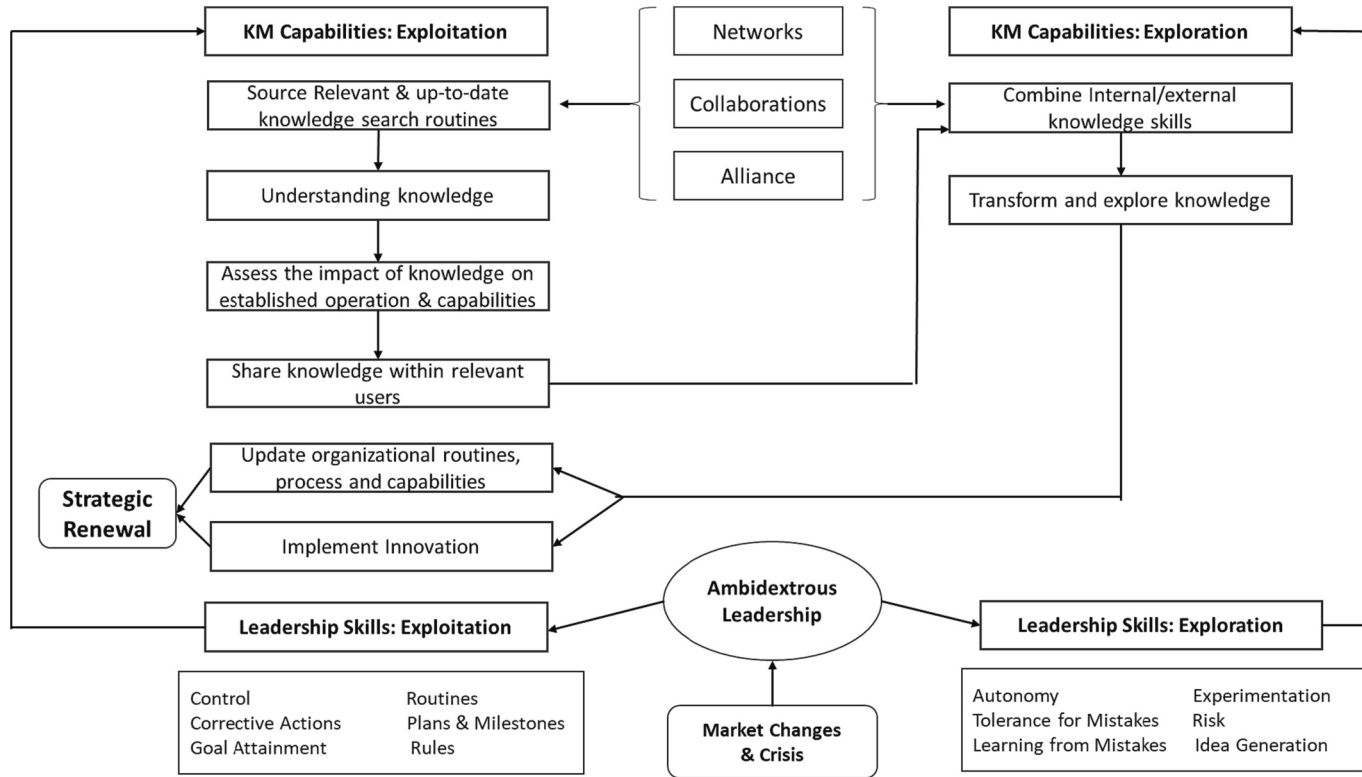 KM Capabilities: Exploitation
Networks
KM Capabilities: Exploration
Source Relevant & up-to-date
knowledge search routines
Collaborations
Combine Internal/external
knowledge skills
Understanding knowledge
Alliance
Transform and explore knowledge
Assess the impact of knowledge on
established operation & capabilities
Share knowledge within relevant
users
Update organizational routines,
process and capabilities
Strategic
Renewal
Implement Innovation
Ambidextrous
Leadership
Leadership Skills: Exploitation
Leadership Skills: Exploration
Control Routines
Corrective Actions Plans & Milestones
Goal Attainment Rules
Market Changes
& Crisis
Autonomy Experimentation
Tolerance for Mistakes Risk
Learning from Mistakes Idea Generation